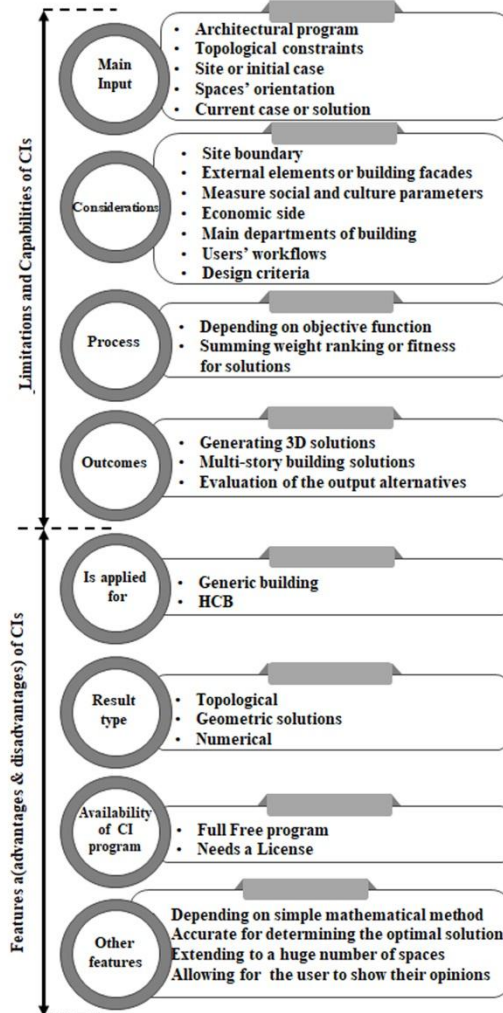 Limitations and Capabilities of CIs
Main
Input
• Architectural program
• Topological constraints
• Site or initial case
• Spaces' orientation
• Current case or solution
Considerations
• Site boundary
• External elements or building facades
• Measure social and culture parameters
• Economic side
• Main departments of building
• Users' workflows
• Design criteria
Process
• Depending on objective function
• Summing weight ranking or fitness
for solutions
Outcomes
• Generating 3D solutions
• Multi-story building solutions
• Evaluation of the output alternatives
Features a(advantages & disadvantages) of CIs
Is applied
for
• Generic building
• HCB
Result
type
• Topological
• Geometric solutions
• Numerical
Availability
of CI
program
• Full Free program
• Needs a License
Other
features
Depending on simple mathematical method
Accurate for determining the optimal solution
Extending to a huge number of spaces
Allowing for the user to show their opinions